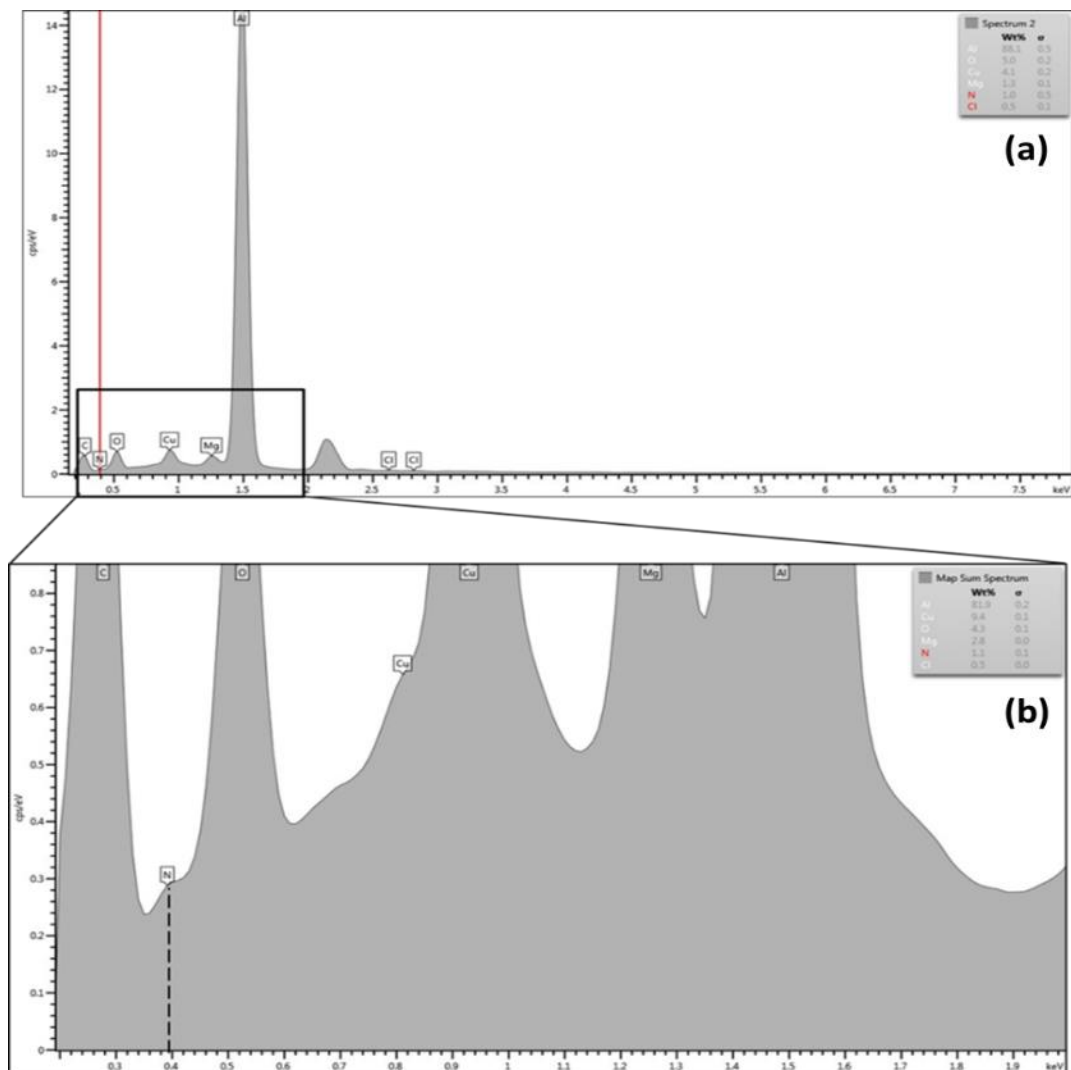 14
Al
Spectrum 2
Wt% σ
Al 88.1 0.5
O 5.0 0.2
Cu 4.1 0.2
Mg 1.3 0.1
N 1.0 0.5
Cl 0.5 0.1
12
(a)
10
8
cps/eV
6
4
2
C N O Cu Mg Cl Cl
0
0.5 1 1.5 2 2.5 3 3.5 4 4.5 5 5.5 6 6.5 7 7.5 keV
C O Cu Mg Al
Map Sum Spectrum
Wt% σ
Al 81.9 0.2
Cu 9.4 0.1
O 4.3 0.1
Mg 2.8 0.0
N 1.1 0.1
Cl 0.5 0.0
0.8
0.7
Cu
(b)
0.6
0.5
cps/eV
0.4
0.3
N
0.2
0.1
0
0.3 0.4 0.5 0.6 0.7 0.8 0.9 1 1.1 1.2 1.3 1.4 1.5 1.6 1.7 1.8 1.9 keV